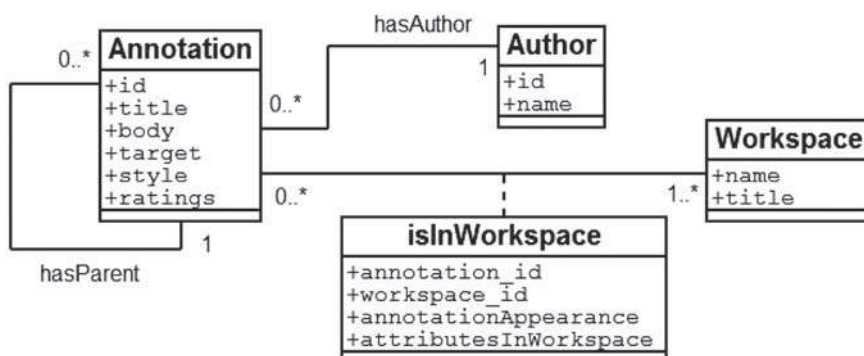 hasAuthor
Annotation
0..*
+id
+title
+body
+target
+style
+ratings
0..*
1
Author
+id
+name
Workspace
+name
+title
0..*
1..*
1
hasParent
isInWorkspace
+annotation_id
+workspace_id
+annotationAppearance
+attributesInWorkspace